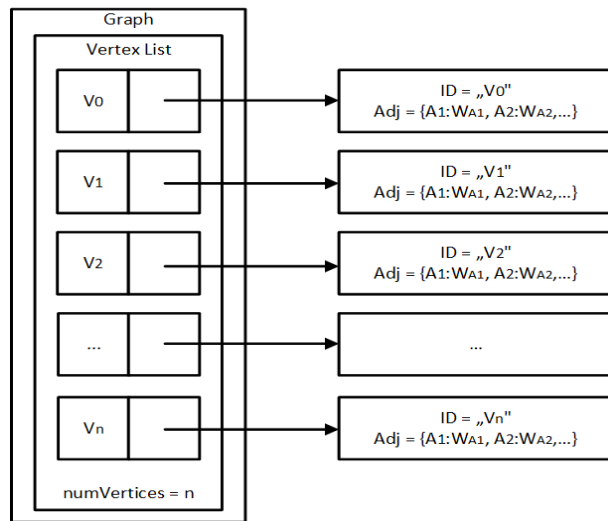 Graph
Vertex List
V0
ID = „V0"
Adj = {A1:WA1, A2:WA2,...}
V1
ID = „V1"
Adj = {A1:WA1, A2:WA2,...}
V2
ID = „V2"
Adj = {A1:WA1, A2:WA2,...}
...
...
Vn
ID = „Vn"
Adj = {A1:WA1, A2:WA2,...}
numVertices = n